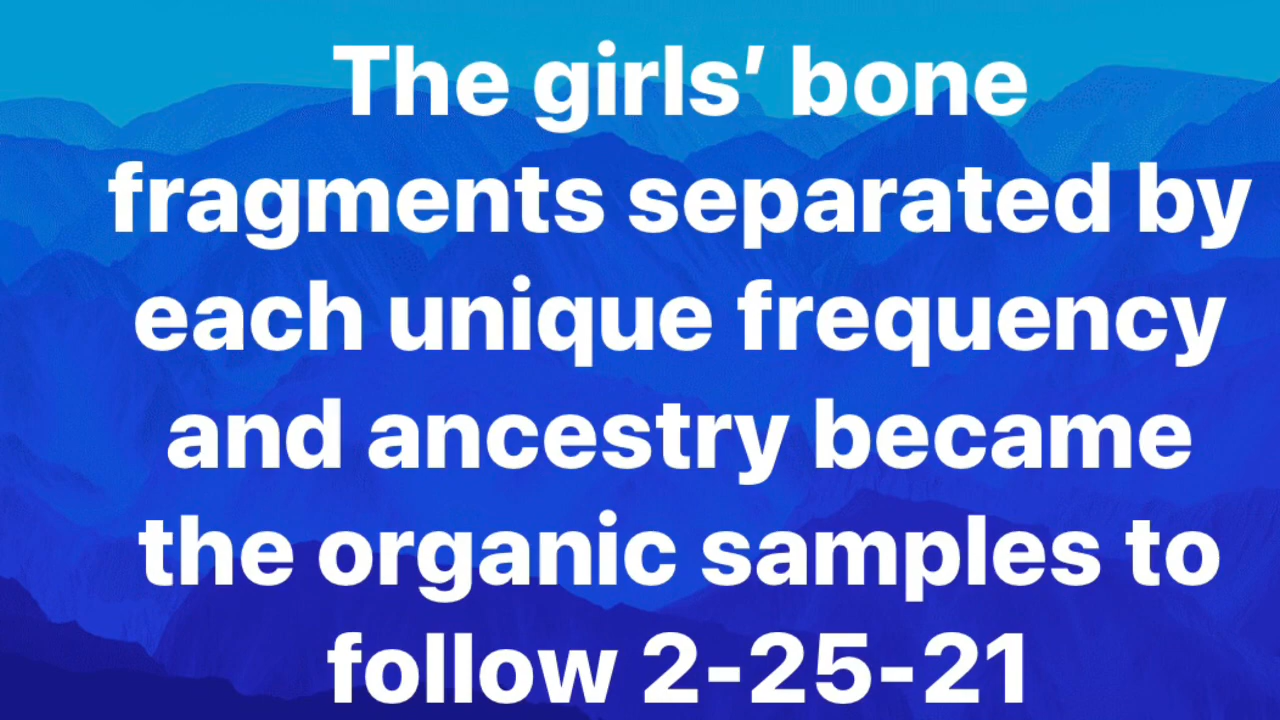 The girls’ bone
fragments separated by
each unique frequency
and ancestry became
the organic samples to
follow 2-25-21